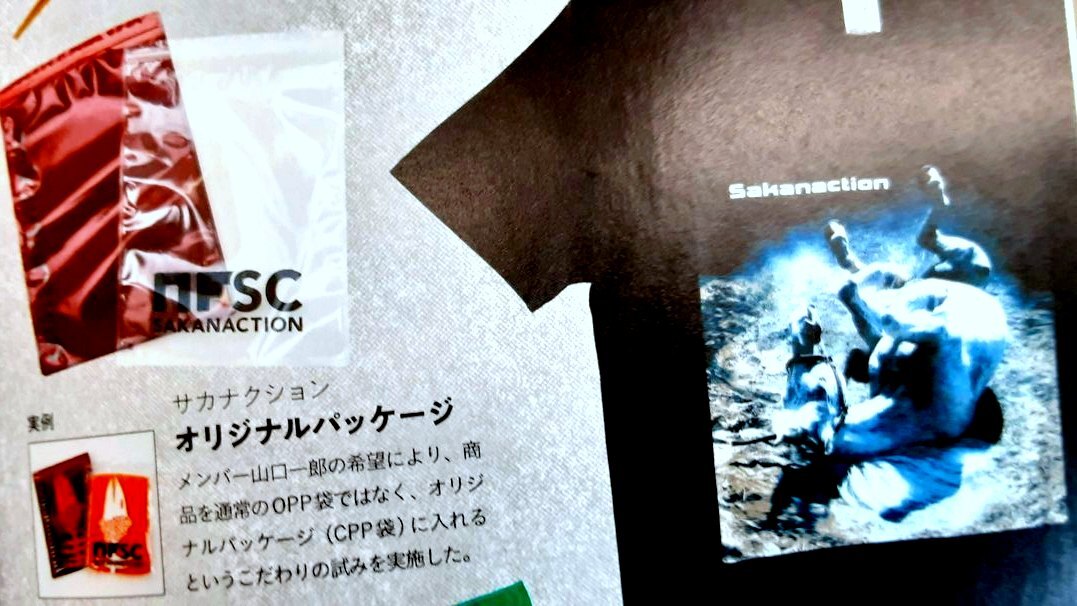 NFSC
SAKANACTION
Sakanaction
サカナクション
オリジナルパッケージ
実例
メンバー山口一郎の希望により、商
品を通常のOPP袋ではなく、オリジ
ナルパッケージ（CPP袋）に入れる
というこだわりの試みを実施した。
NFSC